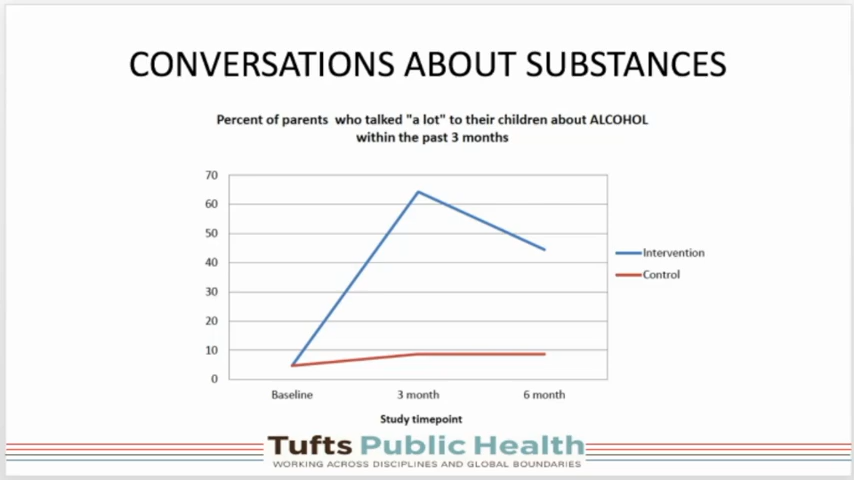 CONVERSATIONS ABOUT SUBSTANCES
Percent of parents who talked "a lot" to their children about ALCOHOL
within the past 3 months
70
60
50
40
30
20
10
0
Intervention
Control
Baseline
3 month
6 month
Study timepoint
Tufts Public Health
WORKING ACROSS DISCIPLINES AND GLOBAL BOUNDARIES